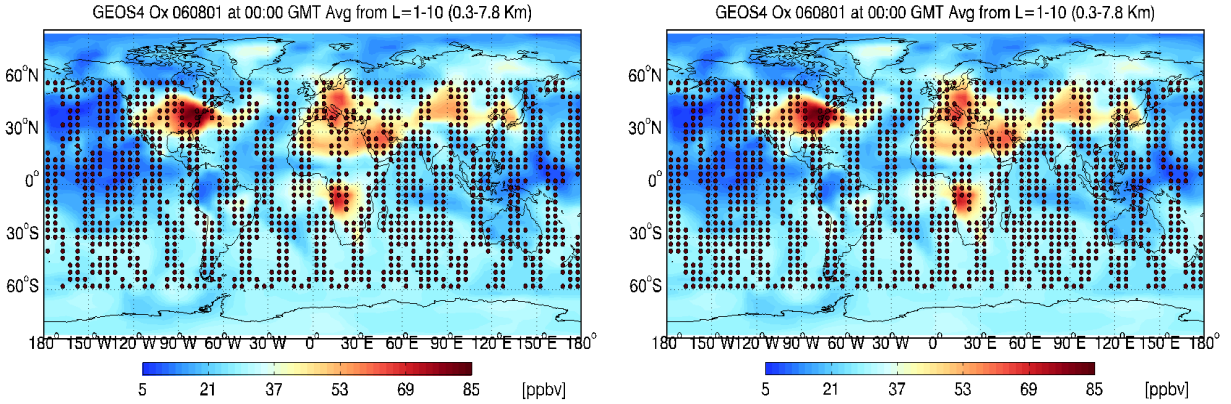 GEOS4 Ox 060801 at 00:00 GMT Avg from L=1-10 (0.3-7.8 Km)
60°N
30°N
0°
30°S
60°S
180° 150°W 120°W 90°W 60°W 30°W 0° 30°E 60°E 90°E 120°E 150°E 180°
5 21 37 53 69 85 [ppbv]
GEOS4 Ox 060801 at 00:00 GMT Avg from L=1-10 (0.3-7.8 Km)
60°N
30°N
0°
30°S
60°S
180° 150°W 120°W 90°W 60°W 30°W 0° 30°E 60°E 90°E 120°E 150°E 180°
5 21 37 53 69 85 [ppbv]